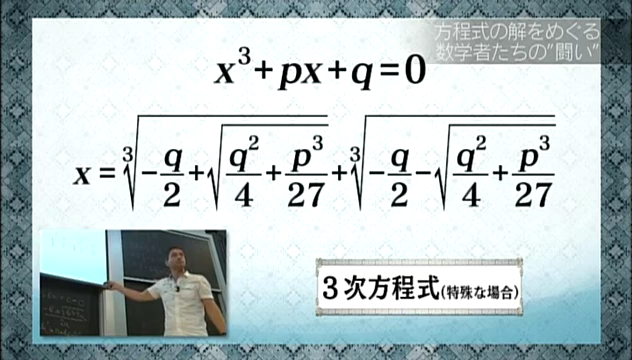 方程式の解をめぐる
数学者たちの"闘い"
x³+px+q=0
x=∛(-q/2+√(q²/4+p³/27))+∛(-q/2-√(q²/4+p³/27))
3次方程式(特殊な場合)